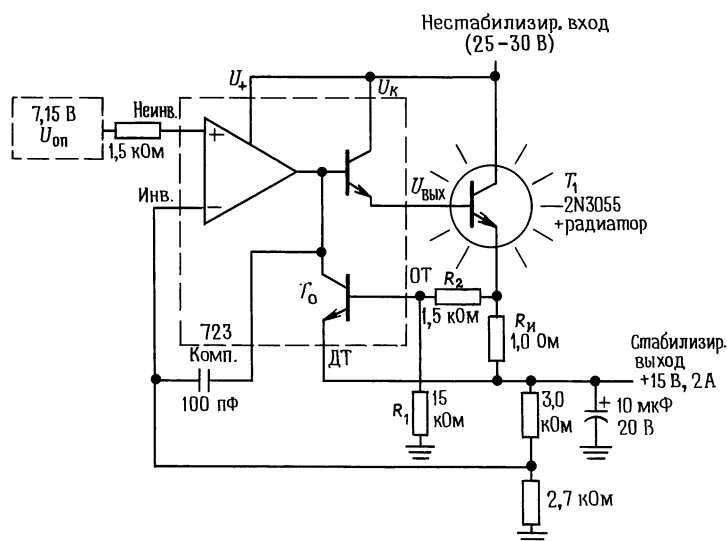 Нестабилизир. вход
(25–30 В)
U₊
Uк
7,15 В
Uоп
Неинв.
1,5 кОм
+
Инв.
−
Uвых
T₁
2N3055
+радиатор
ОТ
R₂
1,5 кОм
T₀
723
Комп.
ДТ
100 пФ
Rи
1,0 Ом
Стабилизир.
выход
+15 В, 2А
R₁
15
кОм
3,0
кОм
+
10 мкФ
20 В
2,7 кОм